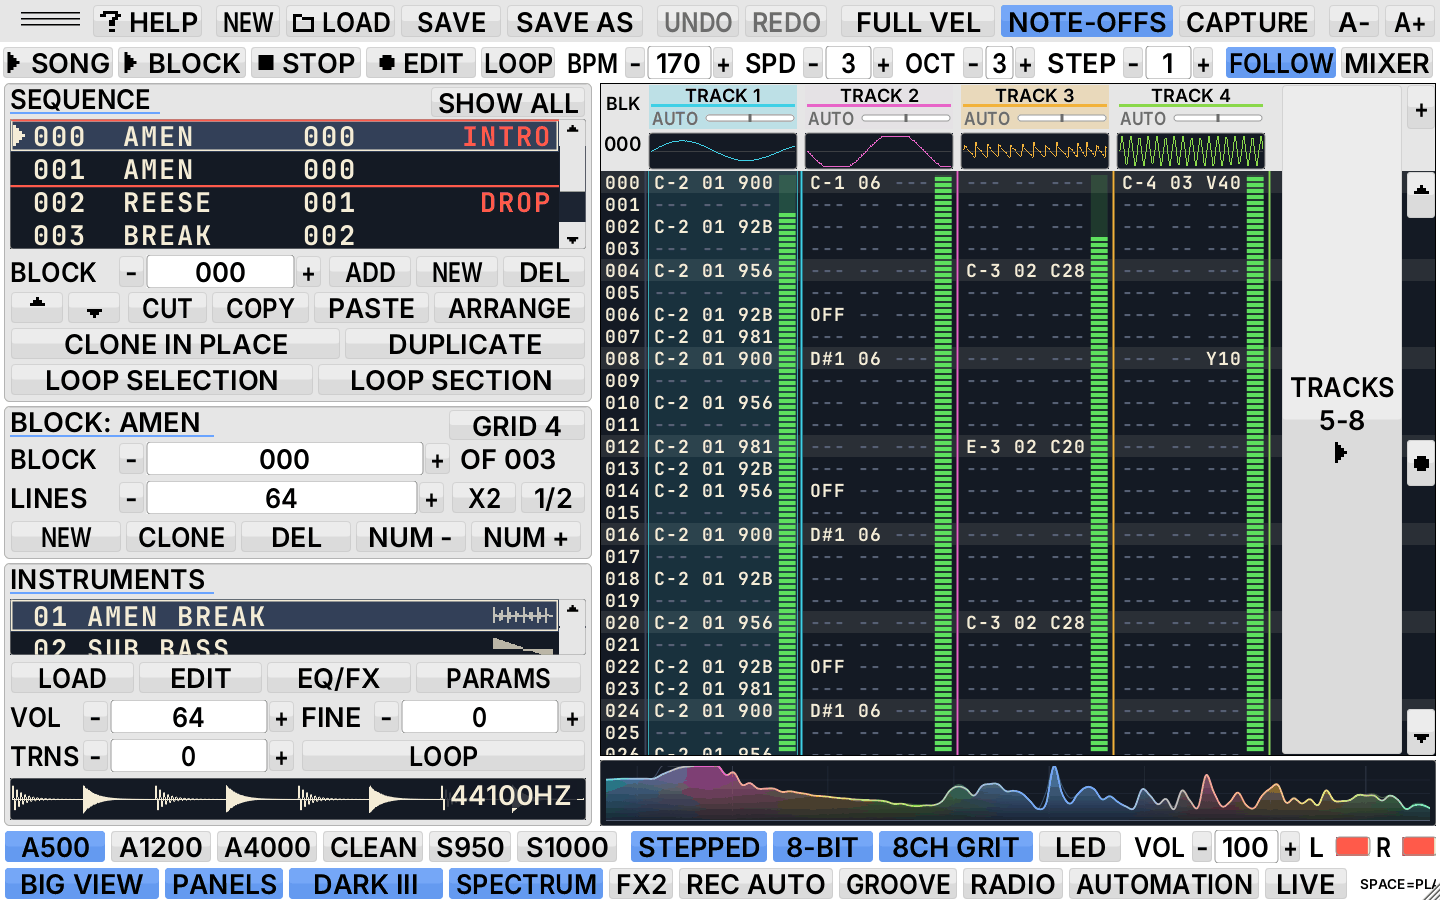 ? HELP NEW LOAD SAVE SAVE AS UNDO REDO FULL VEL NOTE-OFFS CAPTURE A- A+
SONG BLOCK STOP EDIT LOOP BPM - 170 + SPD - 3 + OCT - 3 + STEP - 1 + FOLLOW MIXER
SEQUENCE SHOW ALL
000 AMEN 000 INTRO
001 AMEN 000
002 REESE 001 DROP
003 BREAK 002
BLOCK - 000 + ADD NEW DEL
CUT COPY PASTE ARRANGE
CLONE IN PLACE DUPLICATE
LOOP SELECTION LOOP SECTION
BLOCK: AMEN GRID 4
BLOCK - 000 + OF 003
LINES - 64 + X2 1/2
NEW CLONE DEL NUM - NUM +
INSTRUMENTS
01 AMEN BREAK
02 SUB BASS
LOAD EDIT EQ/FX PARAMS
VOL - 64 + FINE - 0 +
TRNS - 0 + LOOP
44100HZ
BLK TRACK 1 TRACK 2 TRACK 3 TRACK 4 +
AUTO AUTO AUTO AUTO
000
000 C-2 01 900 C-1 06 --- --- -- -- --- C-4 03 V40
001 --- -- -- --- --- -- -- --- --- -- -- --- --- -- -- ---
002 C-2 01 92B --- -- -- --- --- -- -- --- --- -- -- ---
003 --- -- -- --- --- -- -- --- --- -- -- --- --- -- -- ---
004 C-2 01 956 --- -- --- C-3 02 C28 --- -- ---
005 --- -- --- --- -- --- --- -- --- --- -- ---
006 C-2 01 92B OFF -- --- --- -- --- --- -- ---
007 C-2 01 981 --- -- --- --- -- --- --- -- ---
008 C-2 01 900 D#1 06 --- --- -- --- --- -- Y10
009 --- -- --- --- -- --- --- -- --- --- -- ---
010 C-2 01 956 --- -- --- --- -- --- --- -- ---
011 --- -- --- --- -- --- --- -- --- --- -- ---
012 C-2 01 981 --- -- --- E-3 02 C20 --- -- ---
013 C-2 01 92B --- -- --- --- -- --- --- -- ---
014 C-2 01 956 OFF -- --- --- -- --- --- -- ---
015 --- -- --- --- -- --- --- -- --- --- -- ---
016 C-2 01 900 D#1 06 --- --- -- --- --- -- ---
017 --- -- --- --- -- --- --- -- --- --- -- ---
018 C-2 01 92B --- -- --- --- -- --- --- -- ---
019 --- -- --- --- -- --- --- -- --- --- -- ---
020 C-2 01 956 --- -- --- C-3 02 C28 --- -- ---
021 --- -- --- --- -- --- --- -- --- --- -- ---
022 C-2 01 92B OFF -- --- --- -- --- --- -- ---
023 C-2 01 981 --- -- --- --- -- --- --- -- ---
024 C-2 01 900 D#1 06 --- --- -- --- --- -- ---
025 --- -- --- --- -- --- --- -- --- --- -- ---
026 C-2 01 956
TRACKS
5-8
A500 A1200 A4000 CLEAN S950 S1000 STEPPED 8-BIT 8CH GRIT LED VOL - 100 + L R
BIG VIEW PANELS DARK III SPECTRUM FX2 REC AUTO GROOVE RADIO AUTOMATION LIVE SPACE=PLA